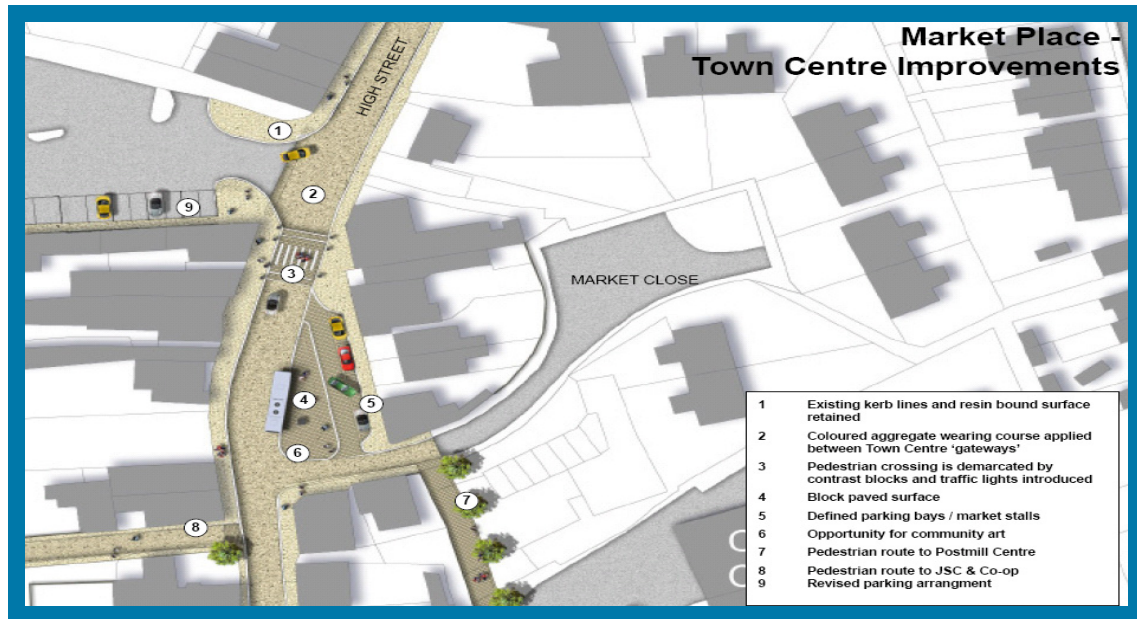 Market Place -
Town Centre Improvements
HIGH STREET
1
2
9
3
MARKET CLOSE
4
5
6
7
8
1 Existing kerb lines and resin bound surface
retained
2 Coloured aggregate wearing course applied
between Town Centre ‘gateways’
3 Pedestrian crossing is demarcated by
contrast blocks and traffic lights introduced
4 Block paved surface
5 Defined parking bays / market stalls
6 Opportunity for community art
7 Pedestrian route to Postmill Centre
8 Pedestrian route to JSC & Co-op
9 Revised parking arrangment